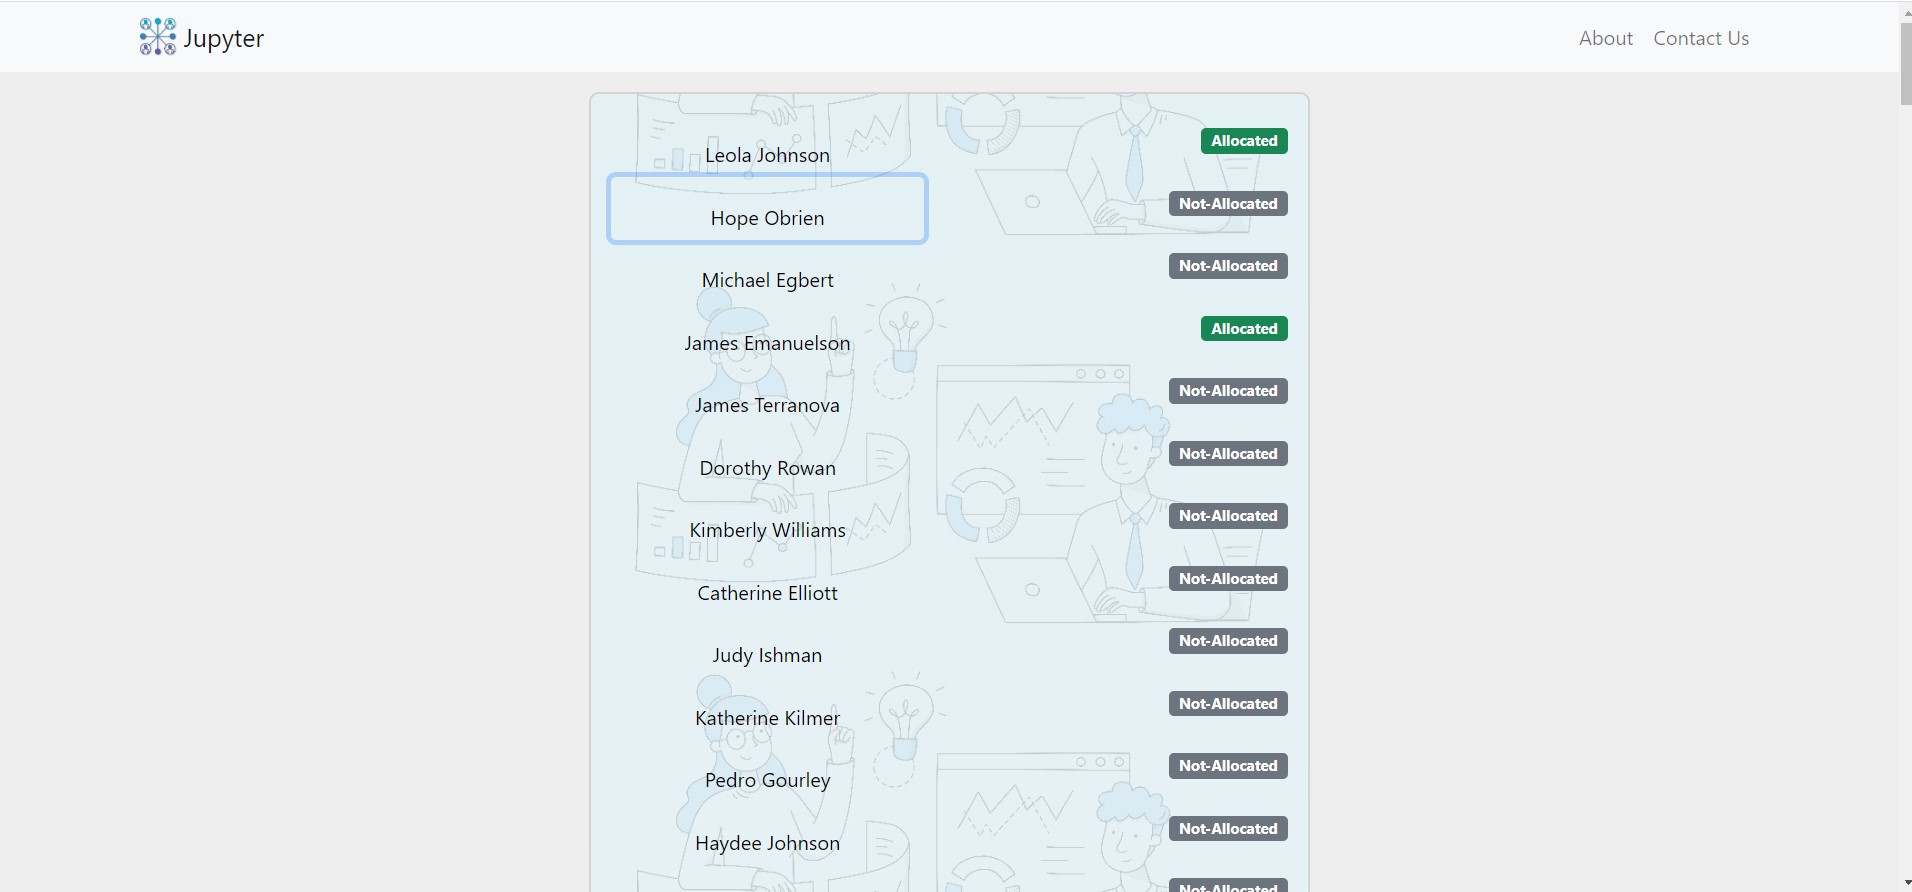 Jupyter
About
Contact Us
Leola Johnson
Allocated
Hope Obrien
Not-Allocated
Michael Egbert
Not-Allocated
James Emanuelson
Allocated
James Terranova
Not-Allocated
Dorothy Rowan
Not-Allocated
Kimberly Williams
Not-Allocated
Catherine Elliott
Not-Allocated
Judy Ishman
Not-Allocated
Katherine Kilmer
Not-Allocated
Pedro Gourley
Not-Allocated
Haydee Johnson
Not-Allocated
Not-Allocated